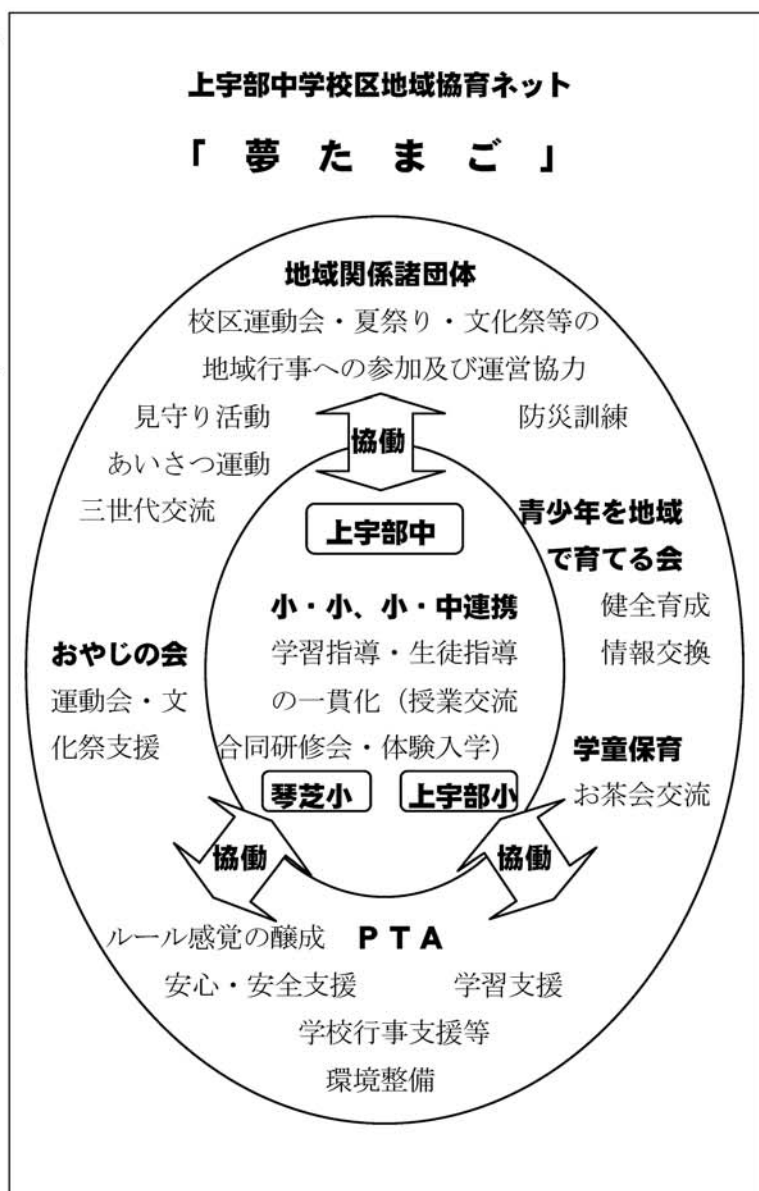 上宇部中学校区地域協育ネット
「夢たまご」
地域関係諸団体
校区運動会・夏祭り・文化祭等の
地域行事への参加及び運営協力
見守り活動
防災訓練
協働
あいさつ運動
三世代交流
上宇部中
青少年を地域
で育てる会
健全育成
情報交換
小・小、小・中連携
学習指導・生徒指導
の一貫化（授業交流
合同研修会・体験入学）
おやじの会
運動会・文
化祭支援
学童保育
お茶会交流
琴芝小
上宇部小
協働
協働
ルール感覚の醸成
ＰＴＡ
安心・安全支援
学習支援
学校行事支援等
環境整備